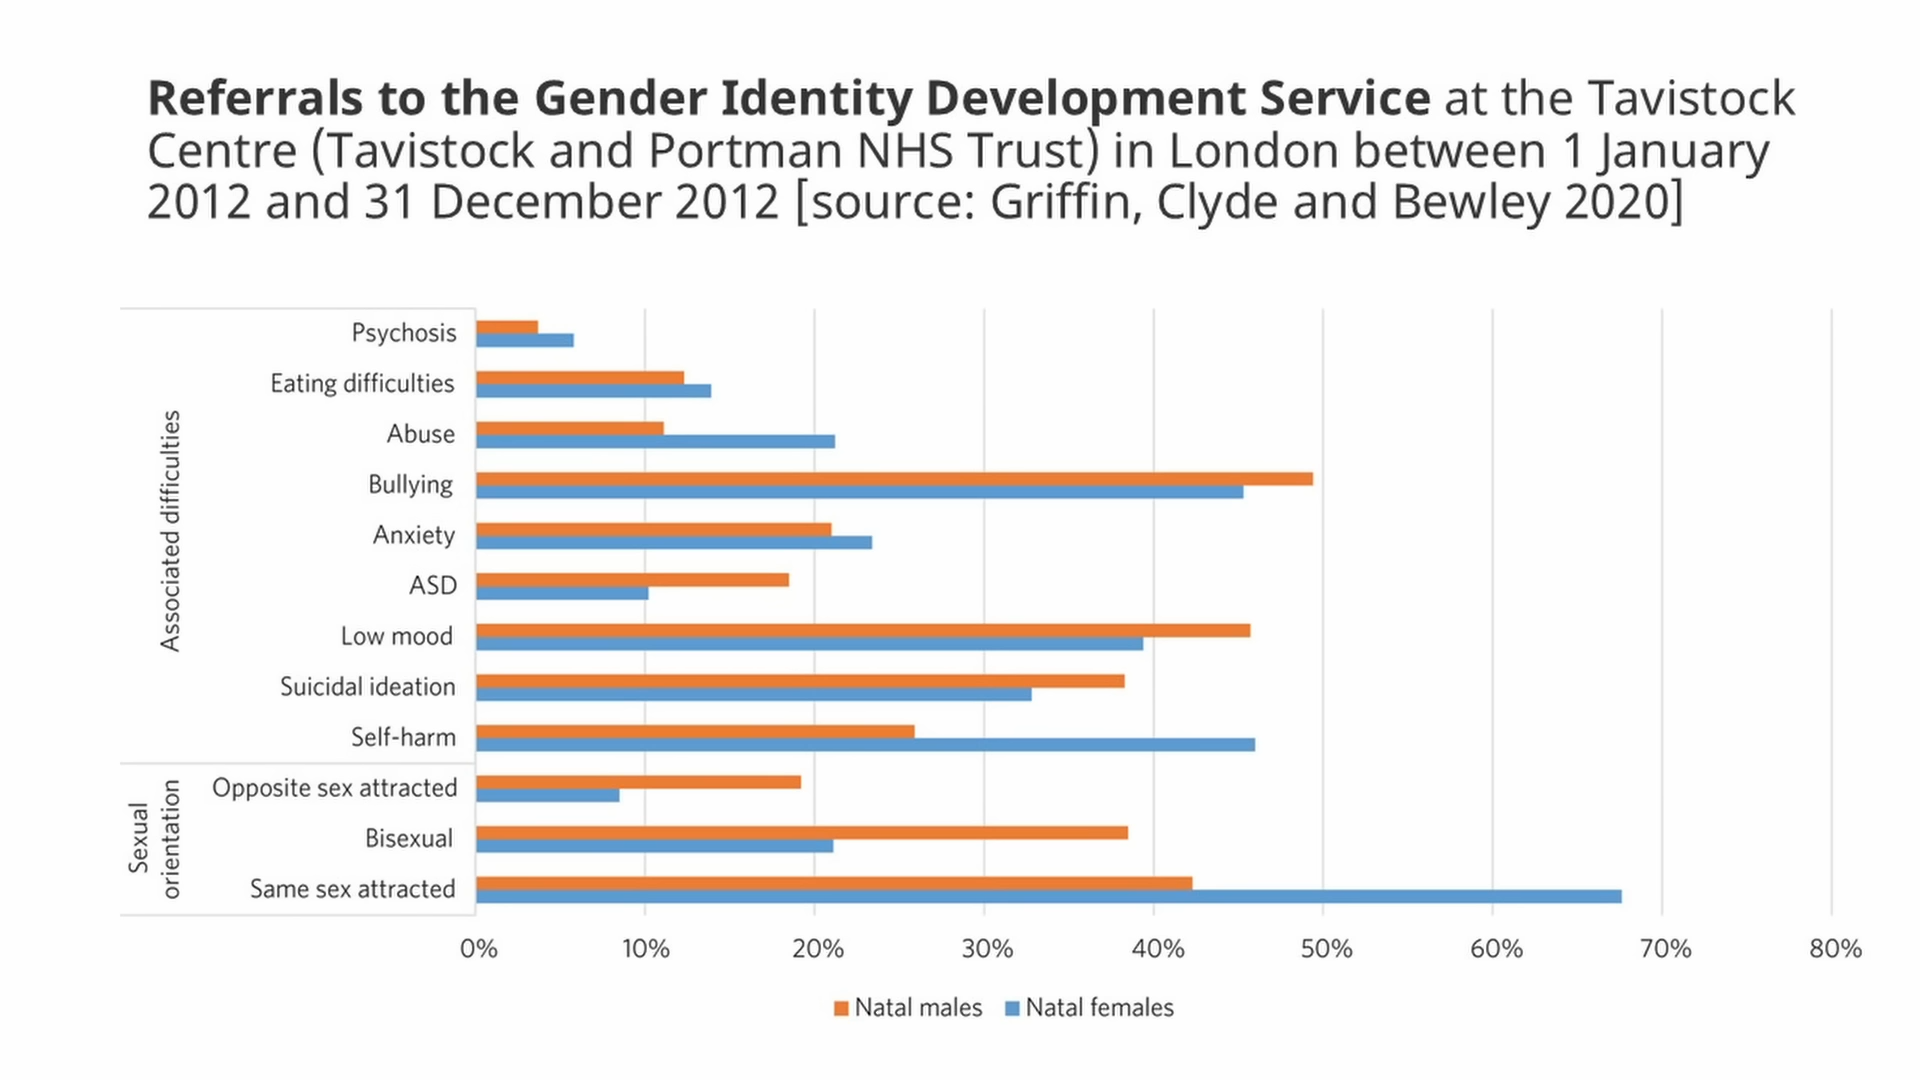 Referrals to the Gender Identity Development Service at the Tavistock
Centre (Tavistock and Portman NHS Trust) in London between 1 January
2012 and 31 December 2012 [source: Griffin, Clyde and Bewley 2020]
Associated difficulties
Psychosis
Eating difficulties
Abuse
Bullying
Anxiety
ASD
Low mood
Suicidal ideation
Self-harm
Sexual
orientation
Opposite sex attracted
Bisexual
Same sex attracted
0% 10% 20% 30% 40% 50% 60% 70% 80%
Natal males Natal females